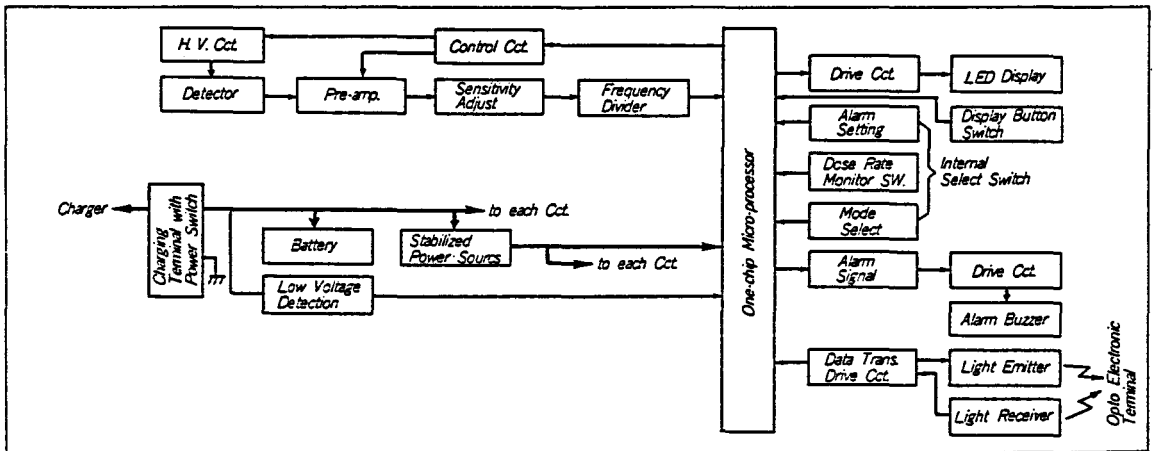 H. V. Cct.
Control Cct.
Detector
Pre-amp.
Sensitivity
Adjust
Frequency
Divider
Charger
Charging
Terminal with
Power Switch
to each Cct.
Battery
Stabilized
Power Sourcs
to each Cct.
Low Voltage
Detection
One-chip Micro-processor
Drive Cct.
LED Display
Display Button
Switch
Alarm
Setting
Dose Rate
Monitor SW.
Internal
Select Switch
Mode
Select
Alarm
Signal
Drive Cct.
Alarm Buzzer
Data Trans.
Drive Cct.
Light Emitter
Light Receiver
Opto Electronic
Terminal